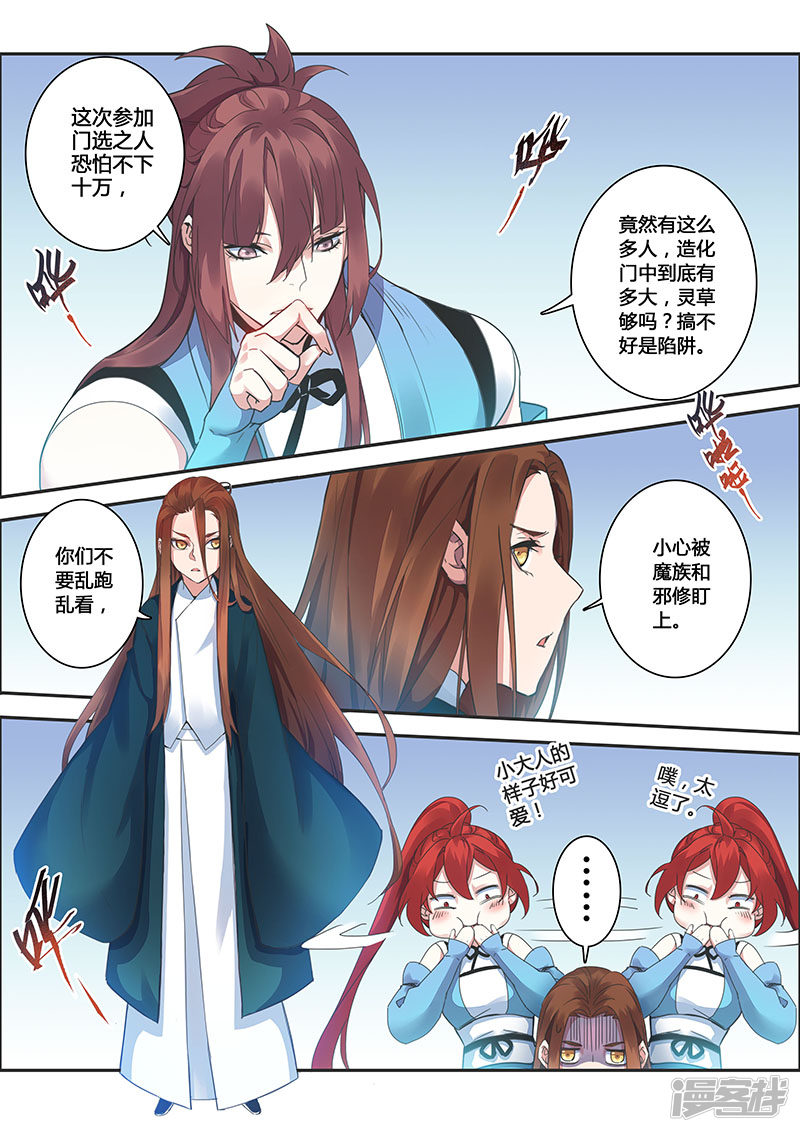 这次参加
门选之人
恐怕不下
十万，
竟然有这么
多人，造化
门中到底有
多大，灵草
够吗？搞不
好是陷阱。
你们不
要乱跑
乱看，
小心被
魔族和
邪修盯
上。
小大人的
样子好可
爱！
噗，太
逗了。
……
漫客栈